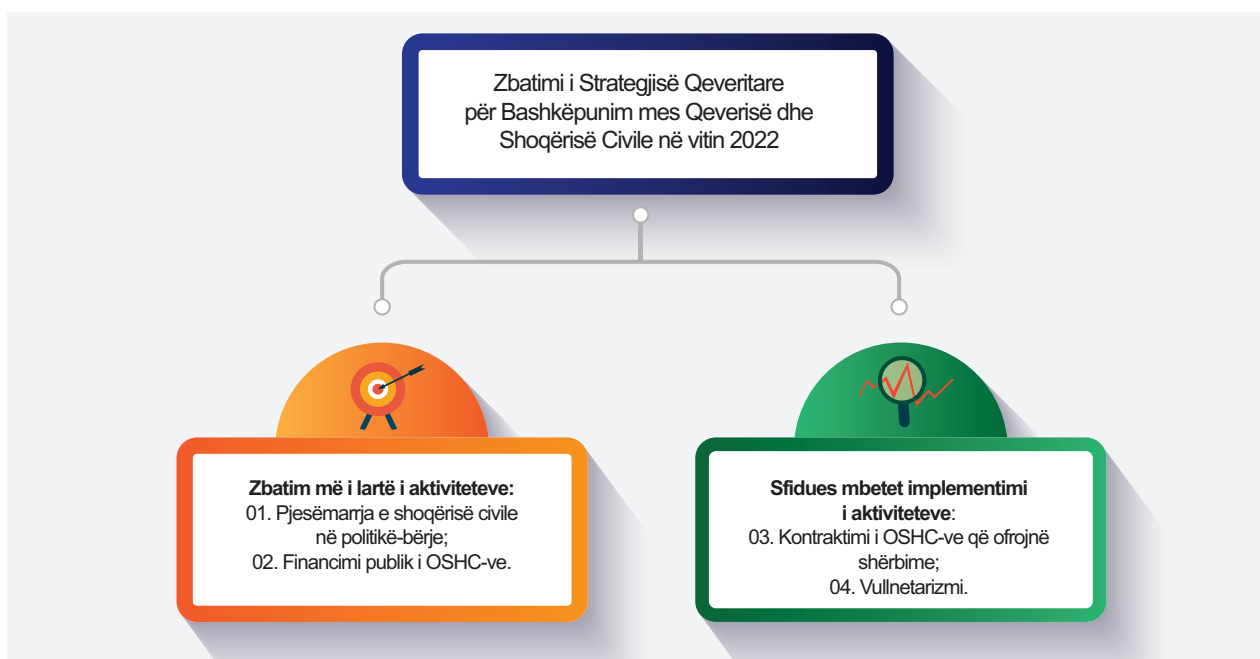 Zbatimi i Strategjisë Qeveritare
për Bashkëpunim mes Qeverisë dhe
Shoqërisë Civile në vitin 2022
Zbatim më i lartë i aktiviteteve:
01. Pjesëmarrja e shoqërisë civile
në politikë-bërje;
02. Financimi publik i OSHC-ve.
Sfidues mbetet implementimi
i aktiviteteve:
03. Kontraktimi i OSHC-ve që ofrojnë
shërbime;
04. Vullnetarizmi.